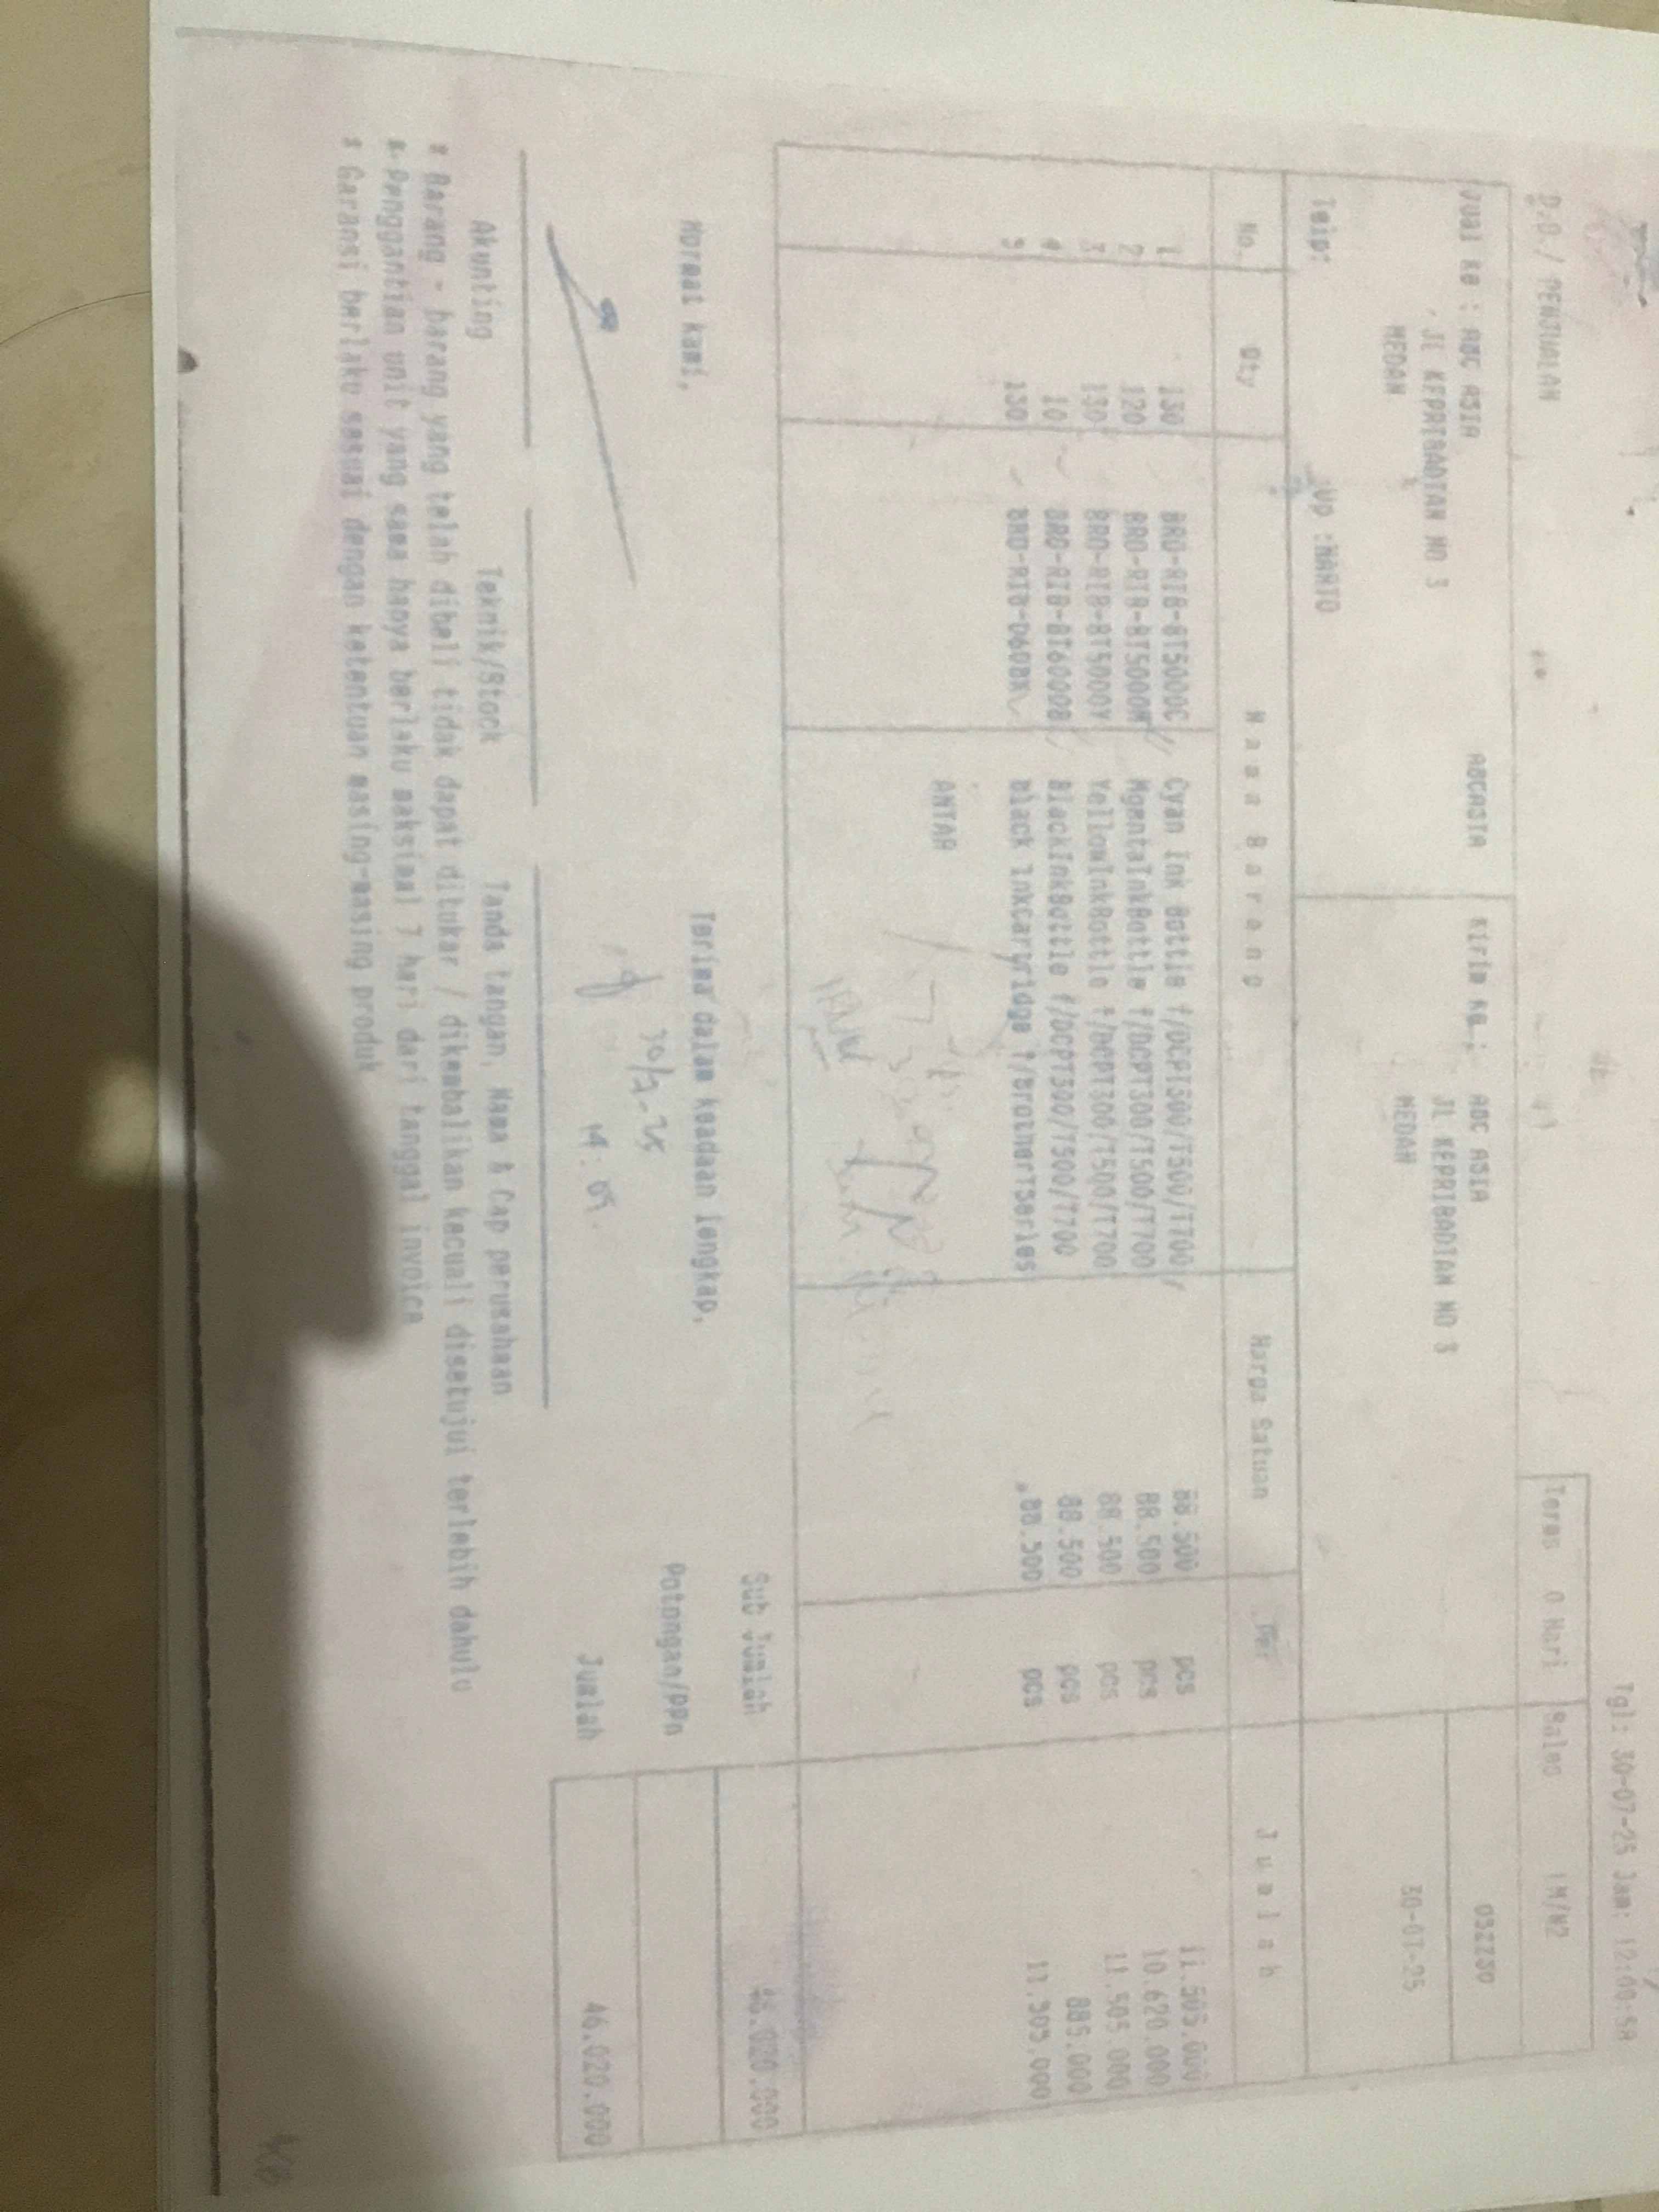 Tgl: 30-07-25 Jam: 12:00:58
D.O / PENJUALAN
Terms 0 Hari Sales 1M/M2
Jual ke : ABC ASIA ABCASIA
JL KEPRIBADIAN NO 3
MEDAN
Telp: Up :NARTO
Kirim Ke : ABC ASIA
JL KEPRIBADIAN NO 3
MEDAN
032230
30-07-25
No Qty Nama Barang Harga Satuan Per Jumlah
1 130 BRO-RIB-BT5000C Cyan Ink Bottle f/DCPT300/T500/T700 88.500 pcs 11.505.000
2 120 BRO-RIB-BT5000M MgentaInkBottle f/DCPT300/T500/T700 88.500 pcs 10.620.000
3 130 BRO-RIB-BT5000Y YellowInkBottle f/DCPT300/T500/T700 88.500 pcs 11.505.000
4 10 BRO-RIB-BT6000B BlackInkBottle f/DCPT300/T500/T700 88.500 pcs 885.000
5 130 BRO-RIB-D60BK Black InkCartridge f/BrotherTSeries 88.500 pcs 11.505.000
ANTAR
Sub Jumlah 46.020.000
Hormat kami, Terima dalam keadaan lengkap, Potongan/PPn
Jumlah 46.020.000
30/7-25
14:05.
Akunting Teknik/Stock Tanda tangan, Nama & Cap perusahaan
* Barang - barang yang telah dibeli tidak dapat ditukar / dikembalikan kecuali disetujui terlebih dahulu
* Penggantian unit yang sama hanya berlaku maksimal 7 hari dari tanggal invoice
* Garansi berlaku sesuai dengan ketentuan masing-masing produk